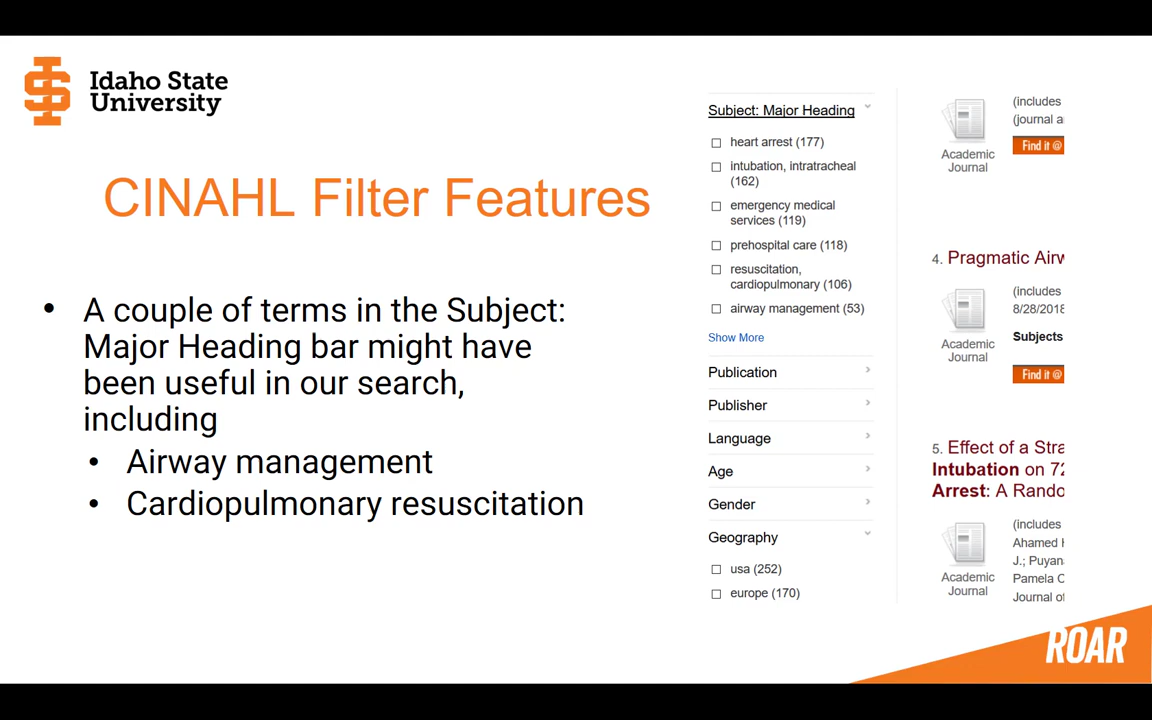 Idaho State
University
CINAHL Filter Features
• A couple of terms in the Subject:
Major Heading bar might have
been useful in our search,
including
• Airway management
• Cardiopulmonary resuscitation
Subject: Major Heading
heart arrest (177)
intubation, intratracheal
(162)
emergency medical
services (119)
prehospital care (118)
resuscitation,
cardiopulmonary (106)
airway management (53)
Show More
Publication
Publisher
Language
Age
Gender
Geography
usa (252)
europe (170)
(includes
(journal a
Find it @
Academic
Journal
4. Pragmatic Airw
(includes
8/28/2018
Subjects
Academic
Journal
Find it @
5. Effect of a Stra
Intubation on 72
Arrest: A Rando
(includes
Ahamed H
J.; Puyan
Pamela C
Journal of
Academic
Journal
ROAR